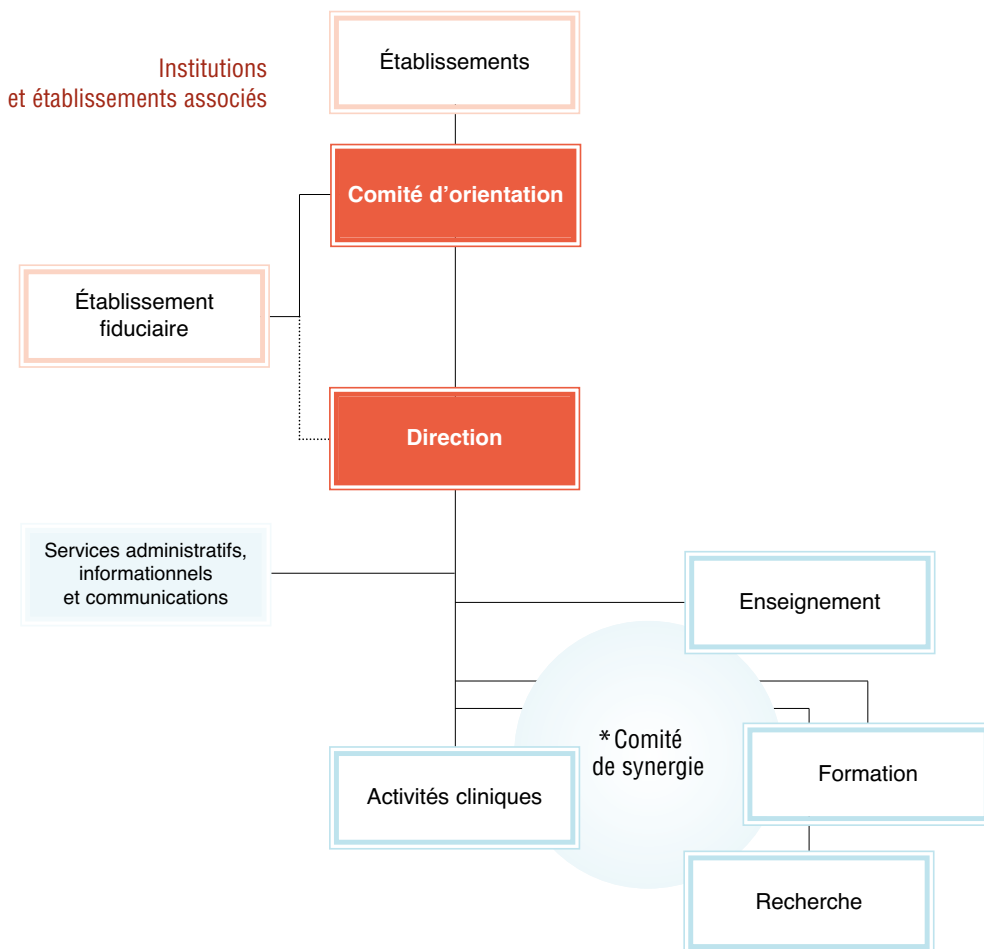 Institutions
et établissements associés
Établissements
Comité d’orientation
Établissement
fiduciaire
Direction
Services administratifs,
informationnels
et communications
Enseignement
*Comité
de synergie
Formation
Activités cliniques
Recherche